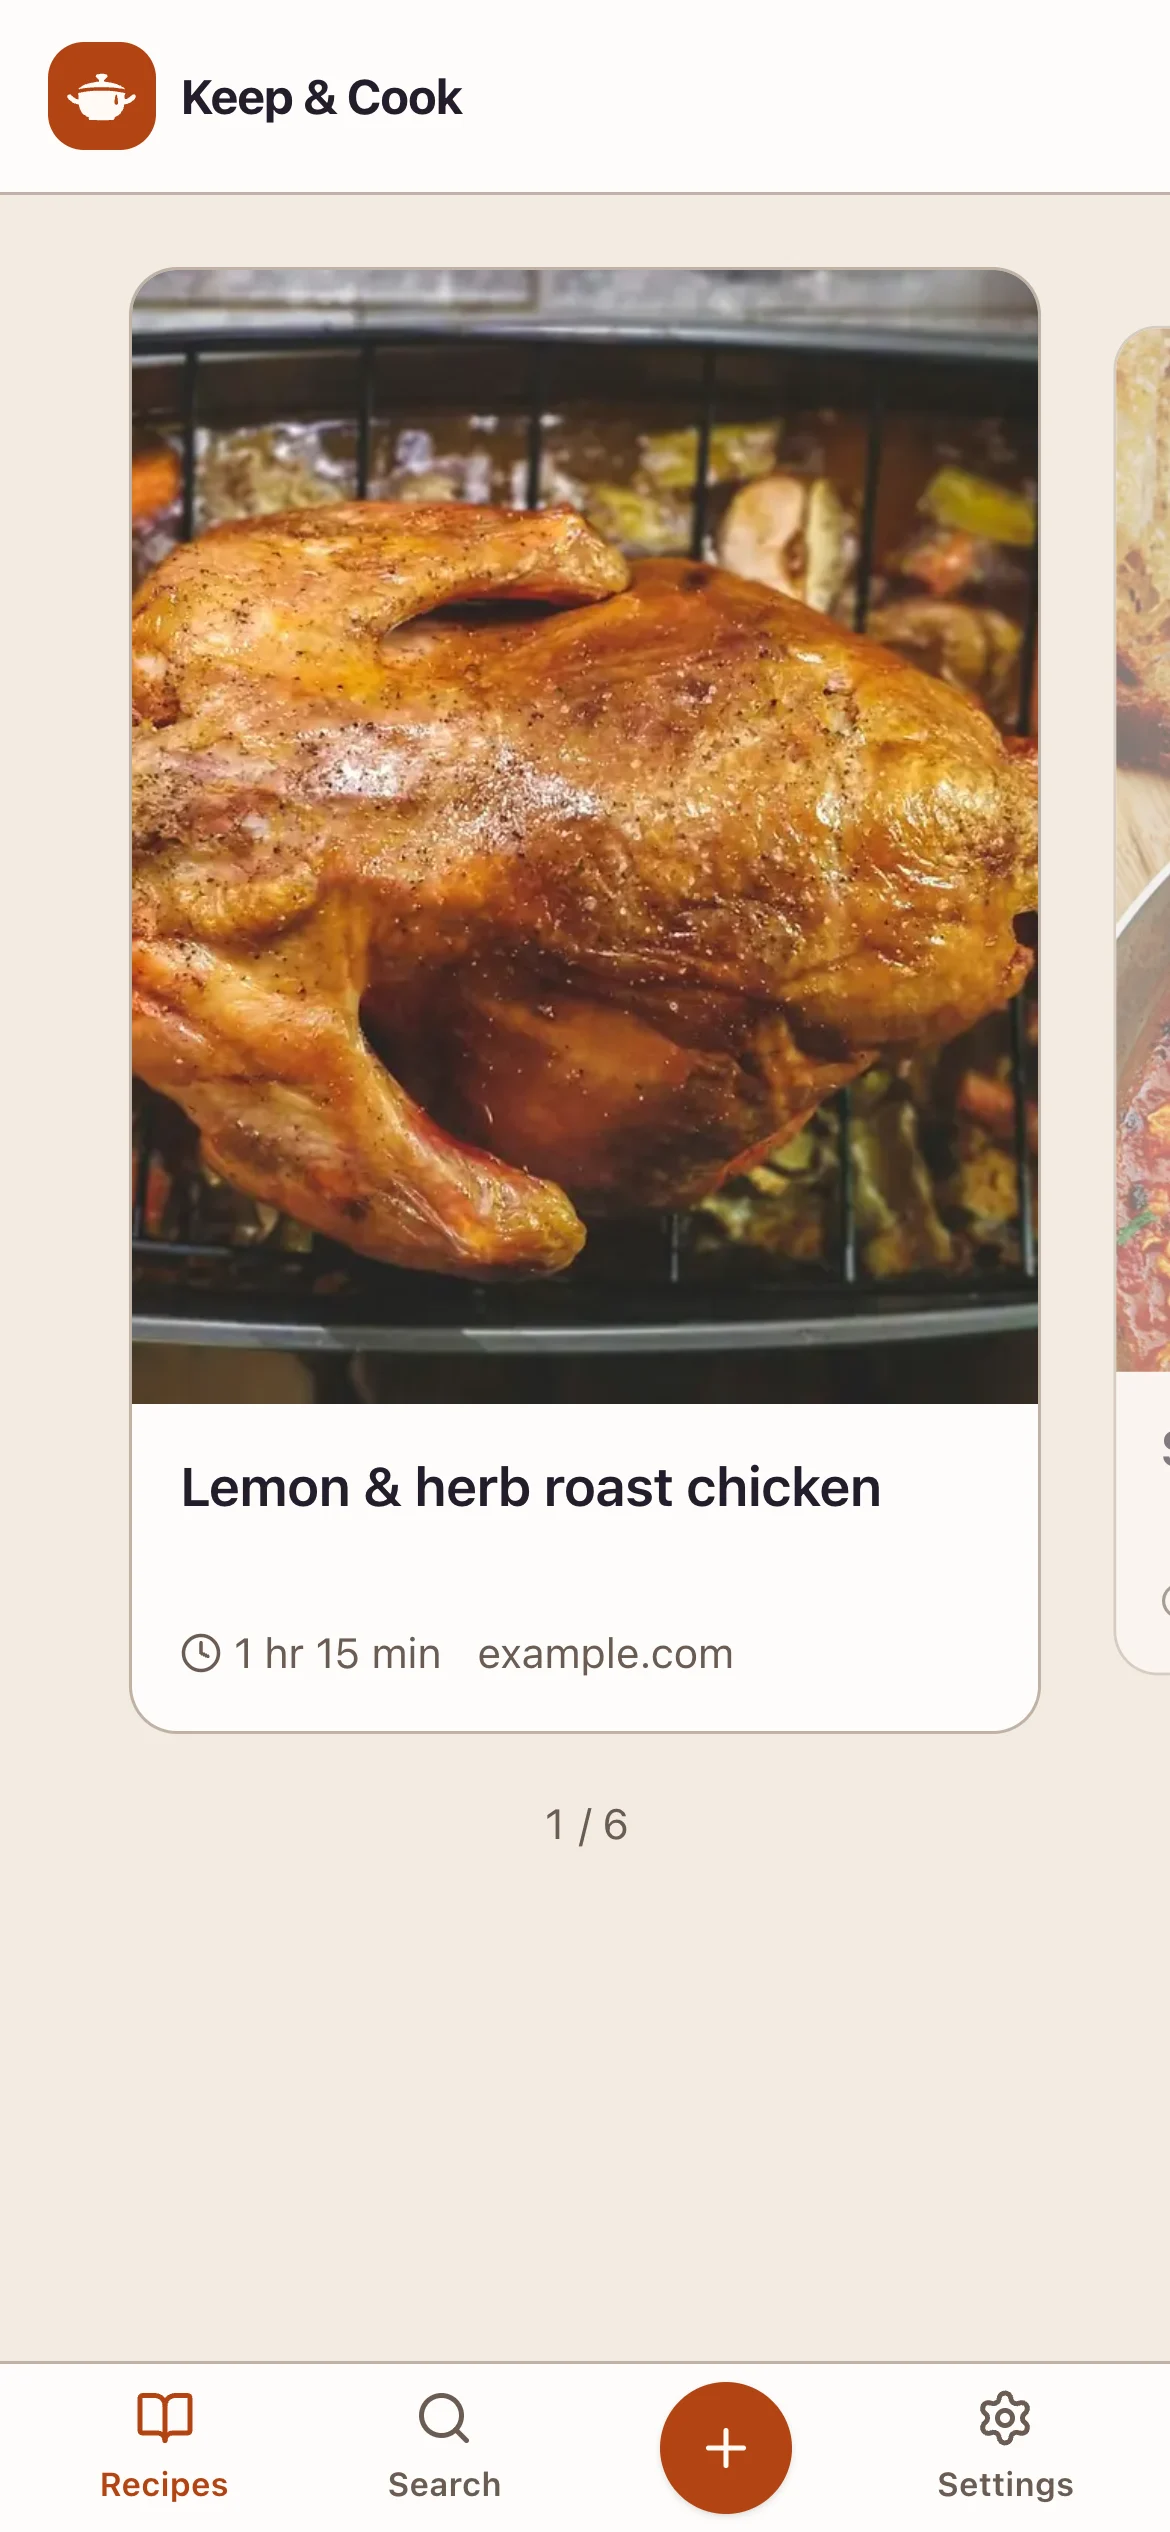 Keep & Cook
Lemon & herb roast chicken
1 hr 15 min example.com
1 / 6
Recipes
Search
Settings